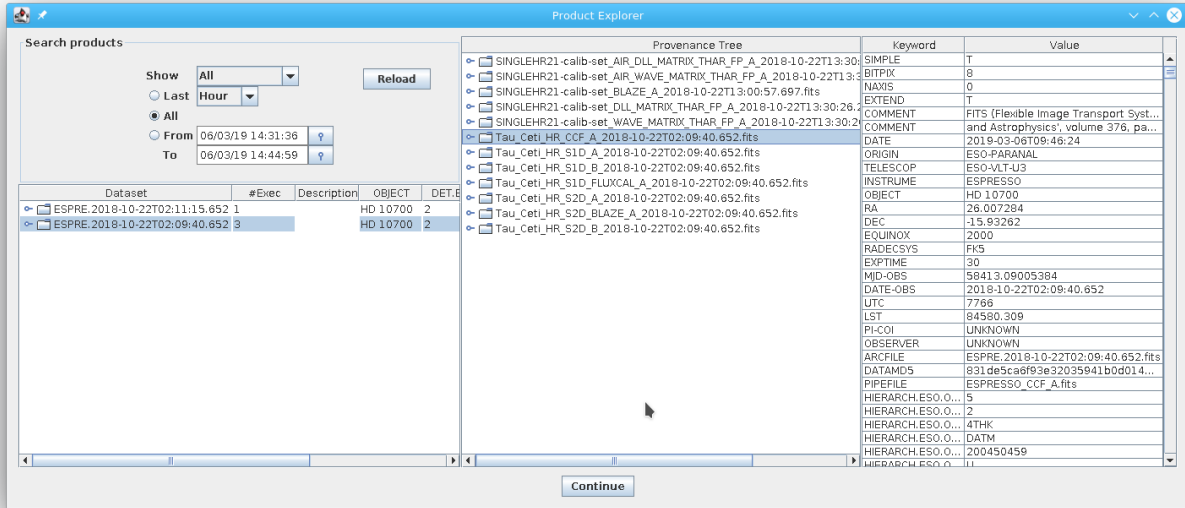 Product Explorer
Search products
Show All
Reload
Last Hour
All
From 06/03/19 14:31:36
To 06/03/19 14:44:59
Dataset #Exec Description OBJECT DET.B
ESPRE.2018-10-22T02:11:15.652 1 HD 10700 2
ESPRE.2018-10-22T02:09:40.652 3 HD 10700 2
Provenance Tree
SINGLEHR21-calib-set_AIR_DLL_MATRIX_THAR_FP_A_2018-10-22T13:30:
SINGLEHR21-calib-set_AIR_WAVE_MATRIX_THAR_FP_A_2018-10-22T13:3
SINGLEHR21-calib-set_BLAZE_A_2018-10-22T13:00:57.697.fits
SINGLEHR21-calib-set_DLL_MATRIX_THAR_FP_A_2018-10-22T13:30:26.2
SINGLEHR21-calib-set_WAVE_MATRIX_THAR_FP_A_2018-10-22T13:30:2
Tau_Ceti_HR_CCF_A_2018-10-22T02:09:40.652.fits
Tau_Ceti_HR_S1D_A_2018-10-22T02:09:40.652.fits
Tau_Ceti_HR_S1D_B_2018-10-22T02:09:40.652.fits
Tau_Ceti_HR_S1D_FLUXCAL_A_2018-10-22T02:09:40.652.fits
Tau_Ceti_HR_S2D_A_2018-10-22T02:09:40.652.fits
Tau_Ceti_HR_S2D_BLAZE_A_2018-10-22T02:09:40.652.fits
Tau_Ceti_HR_S2D_B_2018-10-22T02:09:40.652.fits
Keyword Value
SIMPLE T
BITPIX 8
NAXIS 0
EXTEND T
COMMENT FITS (Flexible Image Transport Syst...
COMMENT and Astrophysics', volume 376, pa...
DATE 2019-03-06T09:46:24
ORIGIN ESO-PARANAL
TELESCOP ESO-VLT-U3
INSTRUME ESPRESSO
OBJECT HD 10700
RA 26.007284
DEC -15.93262
EQUINOX 2000
RADECSYS FK5
EXPTIME 30
MJD-OBS 58413.09005384
DATE-OBS 2018-10-22T02:09:40.652
UTC 7766
LST 84580.309
PI-COI UNKNOWN
OBSERVER UNKNOWN
ARCFILE ESPRE.2018-10-22T02:09:40.652.fits
DATAMD5 831de5ca6f93e32035941b0d014...
PIPEFILE ESPRESSO_CCF_A.fits
HIERARCH.ESO.O... 5
HIERARCH.ESO.O... 2
HIERARCH.ESO.O... 4THK
HIERARCH.ESO.O... DATM
HIERARCH.ESO.O... 200450459
Continue